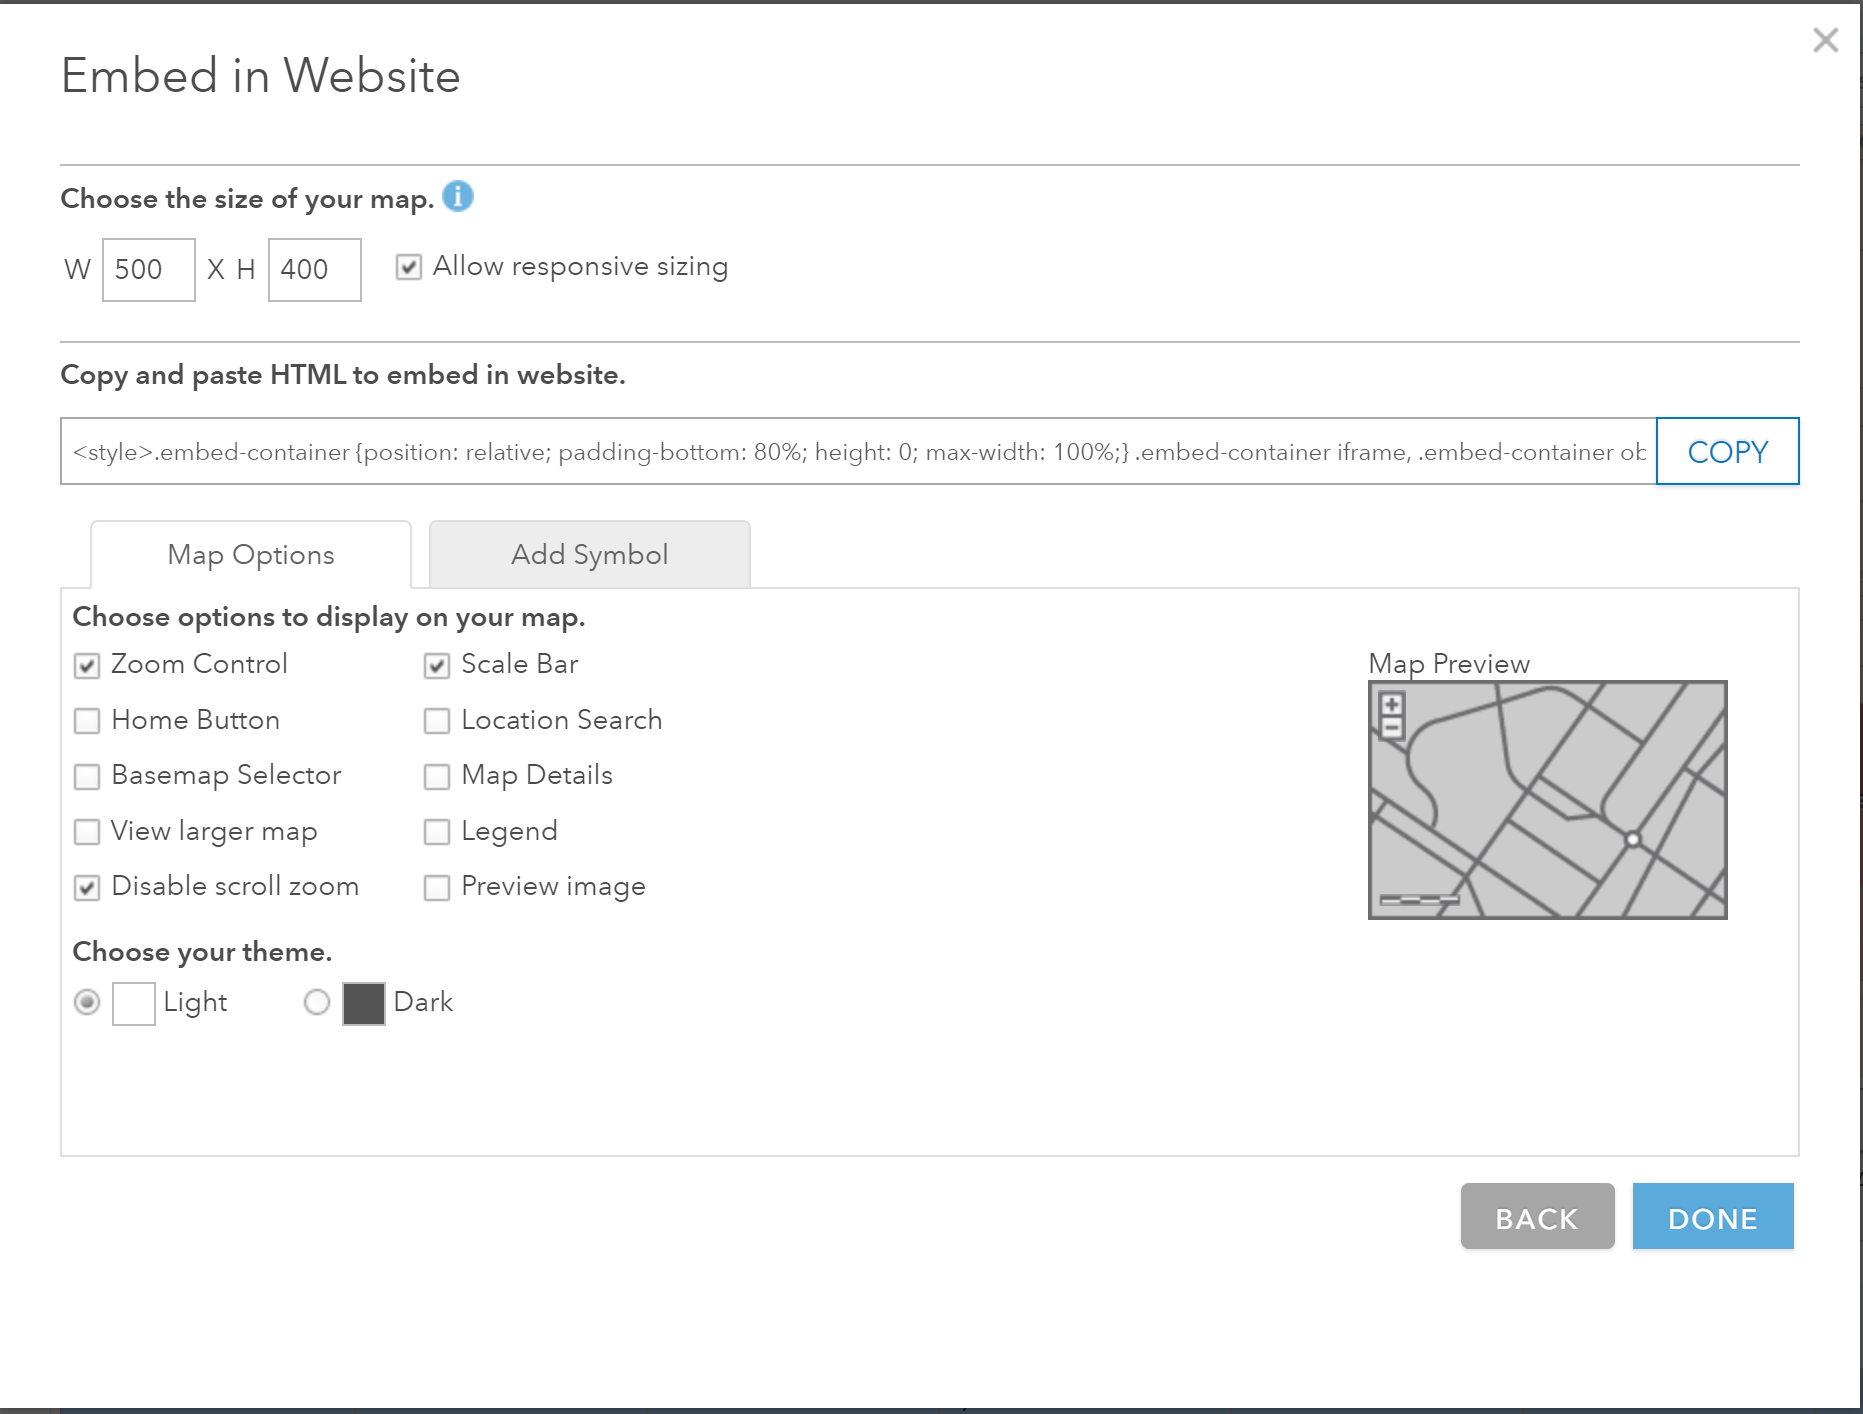 Embed in Website
Choose the size of your map.
W 500 X H 400 Allow responsive sizing
Copy and paste HTML to embed in website.
<style>.embed-container {position: relative; padding-bottom: 80%; height: 0; max-width: 100%;} .embed-container iframe, .embed-container ob COPY
Map Options Add Symbol
Choose options to display on your map.
Zoom Control Scale Bar Map Preview
Home Button Location Search
Basemap Selector Map Details
View larger map Legend
Disable scroll zoom Preview image
Choose your theme.
Light Dark
BACK DONE